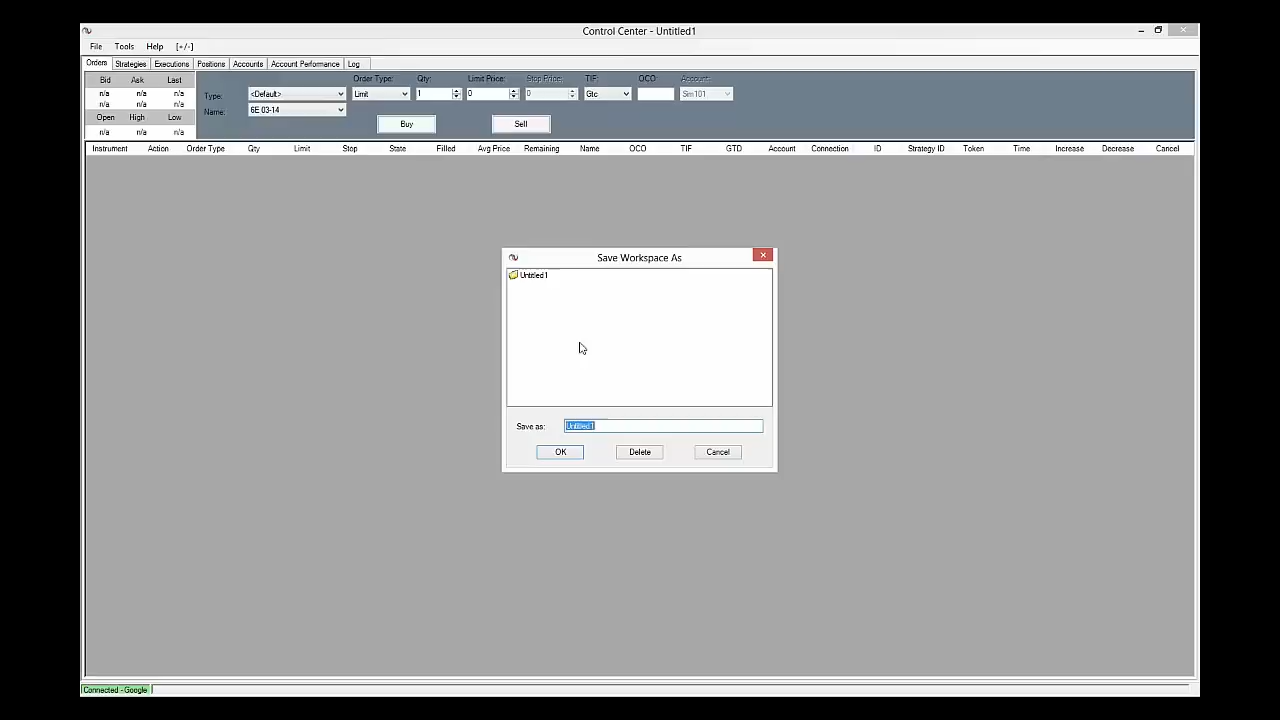 Control Center - Untitled1
File Tools Help [+/-]
Orders Strategies Executions Positions Accounts Account Performance Log
Bid Ask Last
n/a n/a n/a
n/a n/a n/a
Open High Low
n/a n/a n/a
Order Type: Qty: Limit Price: Stop Price: TIF: OCO: Account:
Type: <Default> Limit 1 0 0 Gtc Sim101
Name: 6E 03-14
Buy Sell
Instrument Action Order Type Qty Limit Stop State Filled Avg Price Remaining Name OCO TIF GTD Account Connection ID Strategy ID Token Time Increase Decrease Cancel
Save Workspace As
Untitled1
Save as: Untitled1
OK Delete Cancel
Connected - Google